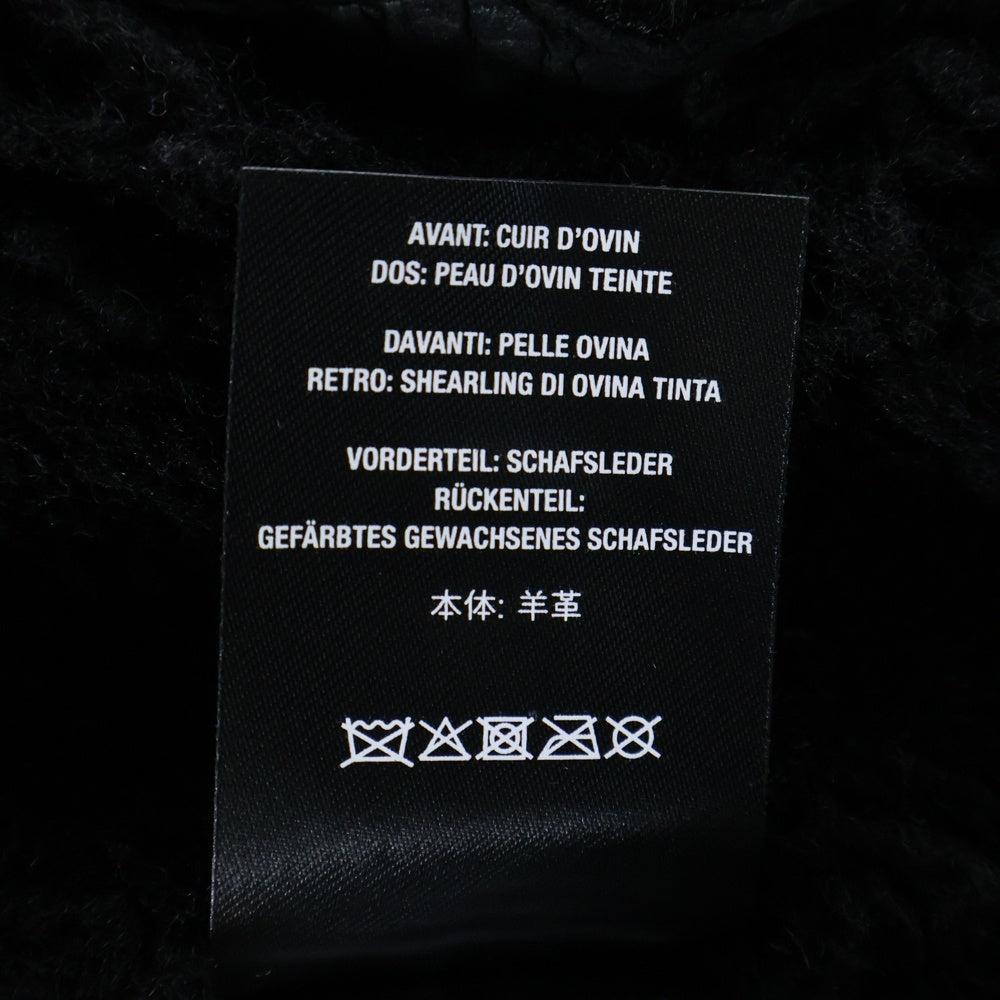 AVANT: CUIR D'OVIN
DOS: PEAU D'OVIN TEINTE
DAVANTI: PELLE OVINA
RETRO: SHEARLING DI OVINA TINTA
VORDERTEIL: SCHAFSLEDER
RÜCKENTEIL:
GEFÄRBTES GEWACHSENES SCHAFSLEDER
本体: 羊革